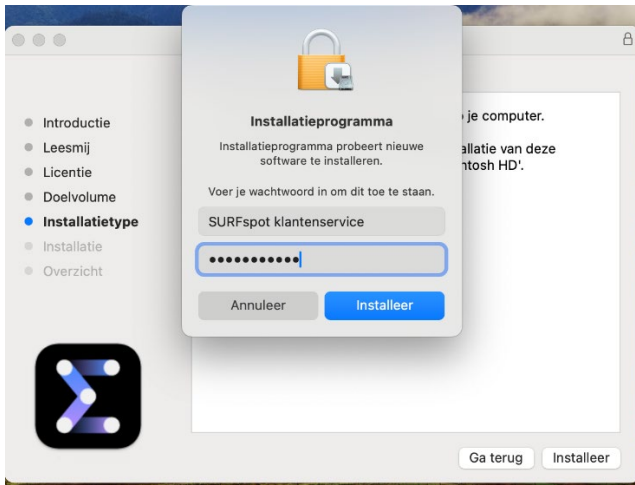 Installatieprogramma
Installatieprogramma probeert nieuwe
software te installeren.
Voer je wachtwoord in om dit toe te staan.
SURFspot klantenservice
•••••••••••
Annuleer
Installeer
Introductie
Leesmij
Licentie
Doelvolume
Installatietype
Installatie
Overzicht
je computer.
allatie van deze
ntosh HD'.
Ga terug
Installeer